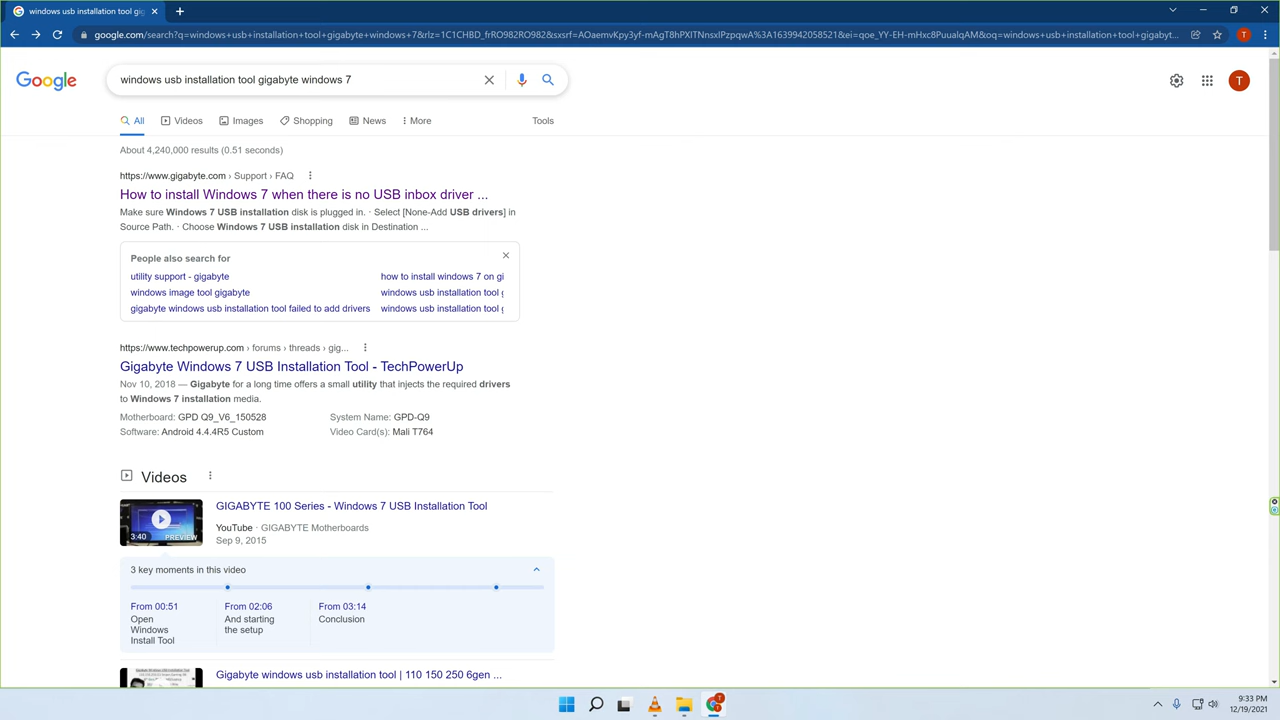 windows usb installation tool gig
google.com/search?q=windows+usb+installation+tool+gigabyte+windows+7&rlz=1C1CHBD_frRO982RO982&sxsrf=AOaemvKpy3yf-mAgT8hPXITNnsxlPzpqwA%3A1639942058521&ei=qoe_YY-EH-mHxc8PuualqAM&oq=windows+usb+installation+tool+gigabyt...
T
Google
windows usb installation tool gigabyte windows 7
T
All
Videos
Images
Shopping
News
More
Tools
About 4,240,000 results (0.51 seconds)
https://www.gigabyte.com › Support › FAQ
How to install Windows 7 when there is no USB inbox driver ...
Make sure Windows 7 USB installation disk is plugged in. · Select [None-Add USB drivers] in
Source Path. · Choose Windows 7 USB installation disk in Destination ...
People also search for
utility support - gigabyte
how to install windows 7 on gi
windows image tool gigabyte
windows usb installation tool g
gigabyte windows usb installation tool failed to add drivers
windows usb installation tool g
https://www.techpowerup.com › forums › threads › gig...
Gigabyte Windows 7 USB Installation Tool - TechPowerUp
Nov 10, 2018 — Gigabyte for a long time offers a small utility that injects the required drivers
to Windows 7 installation media.
Motherboard: GPD Q9_V6_150528
System Name: GPD-Q9
Software: Android 4.4.4R5 Custom
Video Card(s): Mali T764
Videos
3:40
PREVIEW
GIGABYTE 100 Series - Windows 7 USB Installation Tool
YouTube · GIGABYTE Motherboards
Sep 9, 2015
3 key moments in this video
From 00:51
Open
Windows
Install Tool
From 02:06
And starting
the setup
From 03:14
Conclusion
Gigabyte windows usb installation tool | 110 150 250 6gen ...
T
9:33 PM
12/19/2021